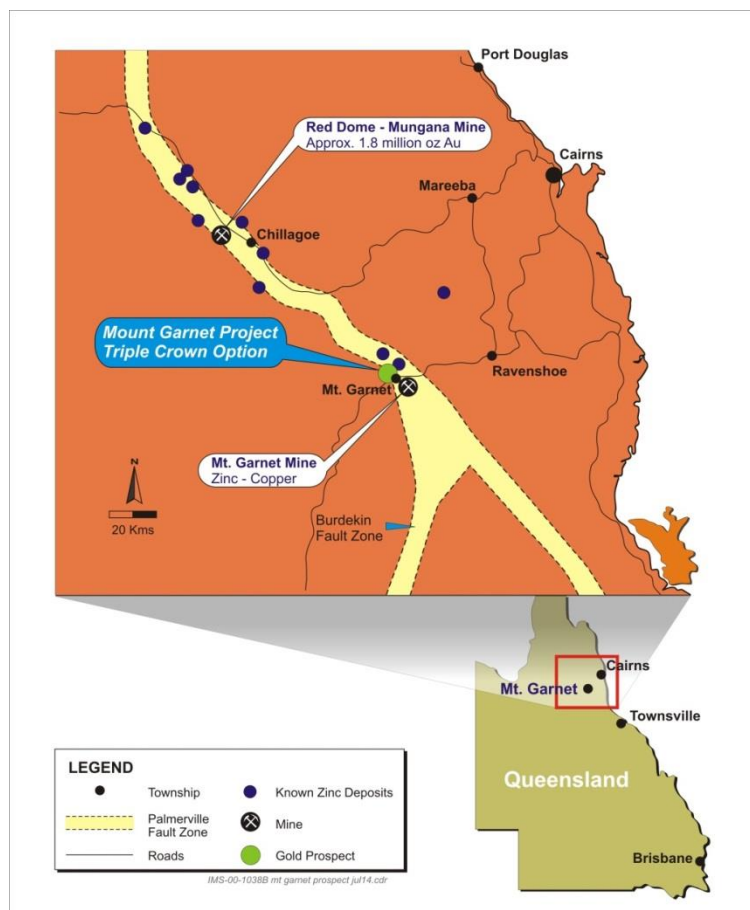 Port Douglas
Red Dome - Mungana Mine
Approx. 1.8 million oz Au
Cairns
Mareeba
Chillagoe
Mount Garnet Project
Triple Crown Option
Ravenshoe
Mt. Garnet
Mt. Garnet Mine
Zinc - Copper
N
20 Kms
Burdekin
Fault Zone
Cairns
Mt. Garnet
Townsville
Queensland
Brisbane
LEGEND
Township
Known Zinc Deposits
Palmerville
Fault Zone
Mine
Roads
Gold Prospect
IMS-00-1038B mt garnet prospect jul14.cdr